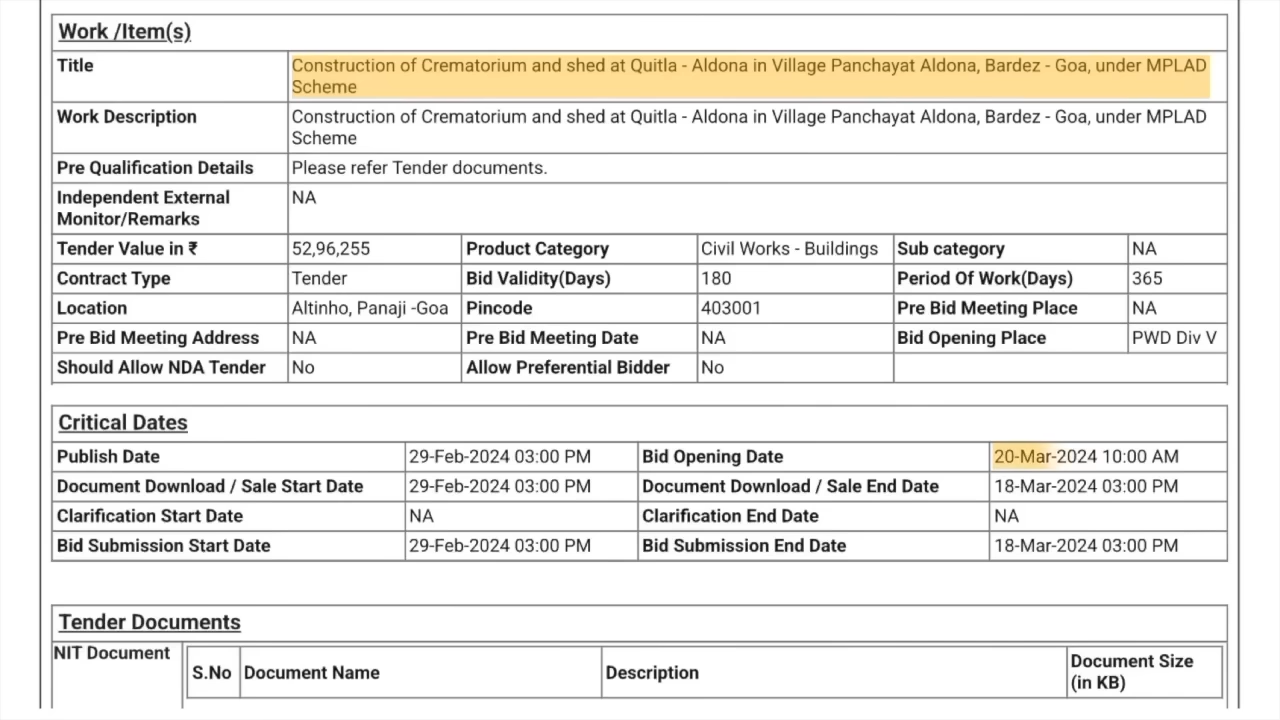 Work /Item(s)
Title Construction of Crematorium and shed at Quitla - Aldona in Village Panchayat Aldona, Bardez - Goa, under MPLAD
Scheme
Work Description Construction of Crematorium and shed at Quitla - Aldona in Village Panchayat Aldona, Bardez - Goa, under MPLAD
Scheme
Pre Qualification Details Please refer Tender documents.
Independent External NA
Monitor/Remarks
Tender Value in ₹ 52,96,255 Product Category Civil Works - Buildings Sub category NA
Contract Type Tender Bid Validity(Days) 180 Period Of Work(Days) 365
Location Altinho, Panaji -Goa Pincode 403001 Pre Bid Meeting Place NA
Pre Bid Meeting Address NA Pre Bid Meeting Date NA Bid Opening Place PWD Div V
Should Allow NDA Tender No Allow Preferential Bidder No
Critical Dates
Publish Date 29-Feb-2024 03:00 PM Bid Opening Date 20-Mar-2024 10:00 AM
Document Download / Sale Start Date 29-Feb-2024 03:00 PM Document Download / Sale End Date 18-Mar-2024 03:00 PM
Clarification Start Date NA Clarification End Date NA
Bid Submission Start Date 29-Feb-2024 03:00 PM Bid Submission End Date 18-Mar-2024 03:00 PM
Tender Documents
NIT Document
S.No Document Name Description Document Size
(in KB)